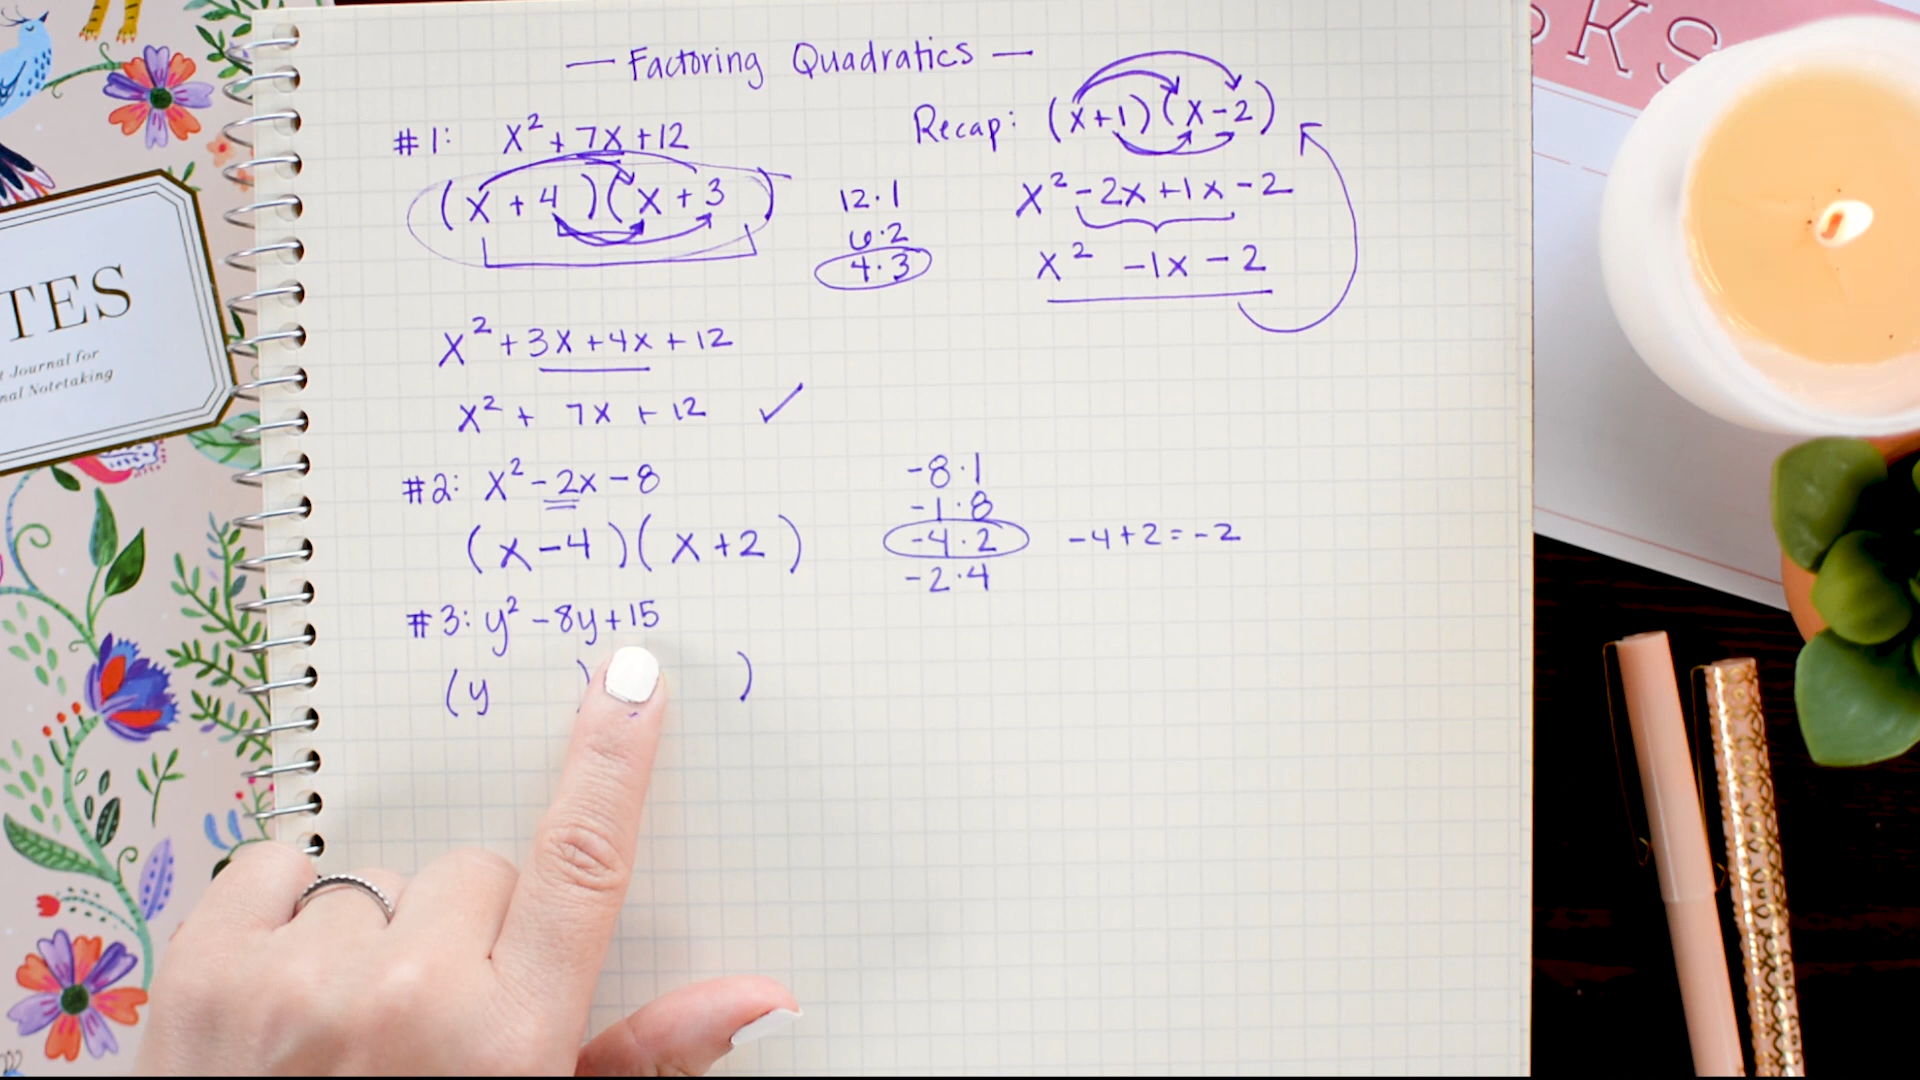 — Factoring Quadratics —
#1: x² + 7x + 12
(x + 4)(x + 3)
12·1
6·2
4·3
x² + 3x + 4x + 12
x² + 7x + 12 ✓
Recap: (x+1)(x-2)
x² - 2x + 1x - 2
x² - 1x - 2
#2: x² - 2x - 8
(x - 4)(x + 2)
-8·1
-1·8
-4·2
-2·4
-4+2=-2
#3: y² - 8y + 15
(y ) )
TES
Journal for
Notetaking